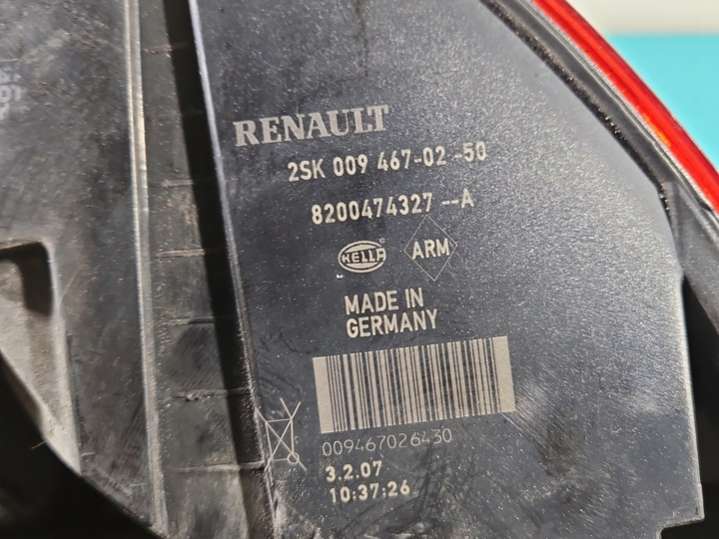 RENAULT
2SK 009 467-02-50
8200474327--A
HELLA ©
ARM
MADE IN
GERMANY
009467026430
3.2.07
10:37:26